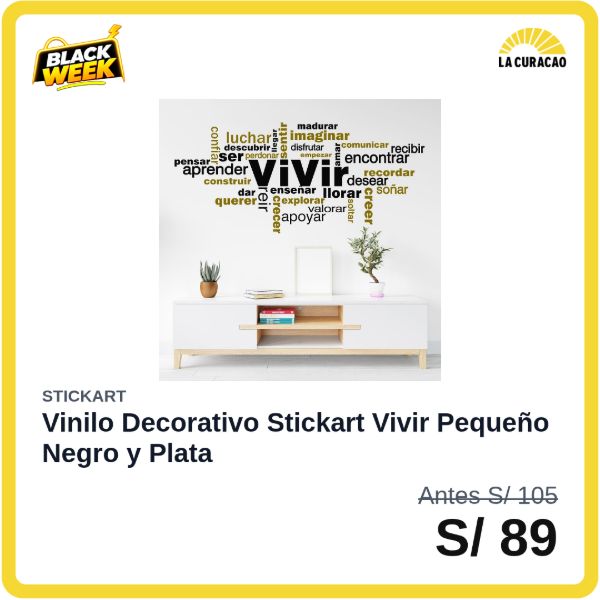 BLACK
WEEK
LA CURACAO
madurar
confiar
luchar
llegar
sentir
imaginar
descubrir
disfrutar
amar
comunicar
recibir
pensar
ser
perdonar
empezar
encontrar
aprender
vivir
recordar
construir
desear
dar
reir
enseñar
llorar
soñar
querer
crecer
explorar
valorar
soltar
creer
apoyar
STICKART
Vinilo Decorativo Stickart Vivir Pequeño
Negro y Plata
Antes S/ 105
S/ 89